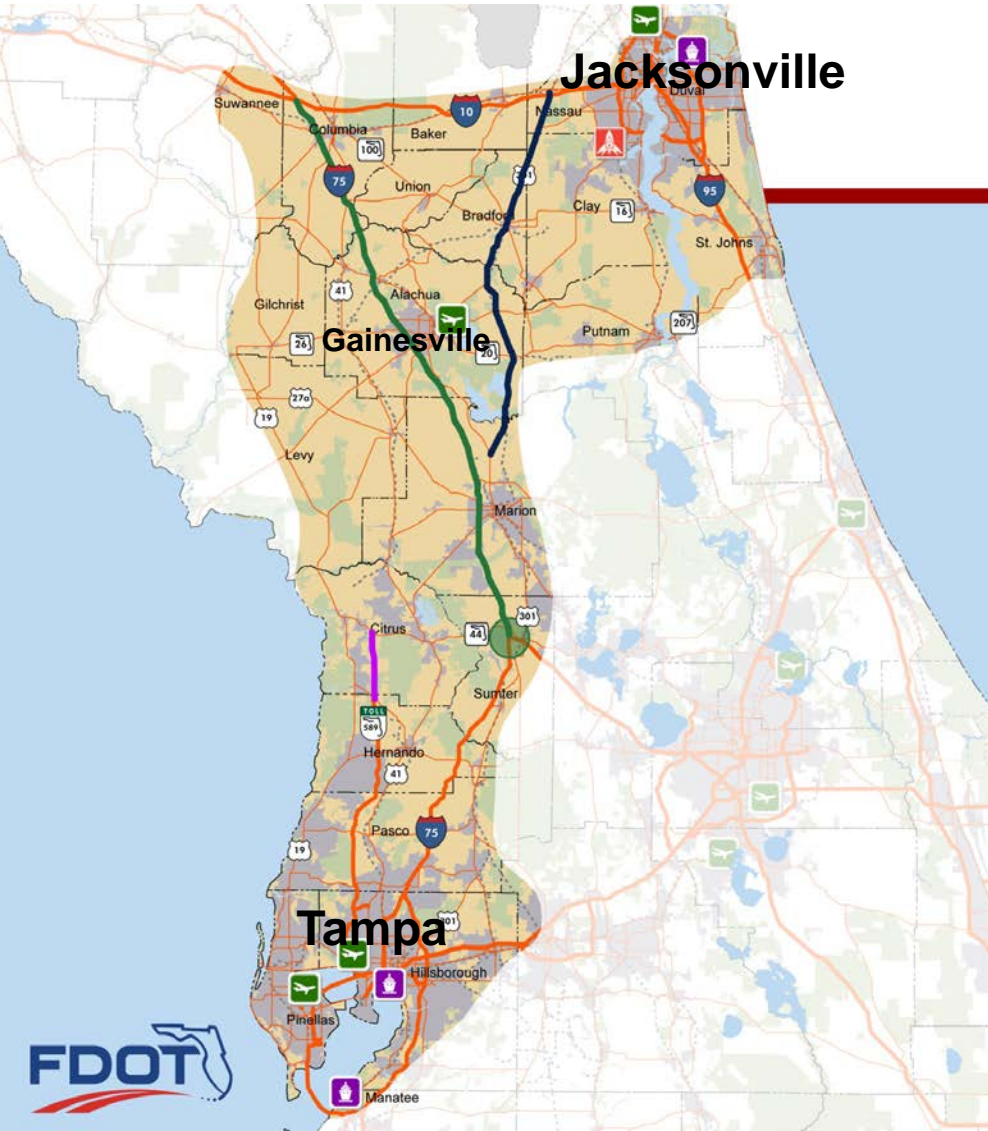 Jacksonville
Duval
Suwannee
10
Nassau
Columbia
Baker
100
301
75
Union
95
Bradford
Clay
16
St. Johns
41
Alachua
Gilchrist
207
Putnam
26
Gainesville
20
27a
19
Levy
Marion
301
44
Citrus
Sumter
TOLL
589
Hernando
41
Pasco
75
19
Tampa
301
Hillsborough
Pinellas
FDOT
Manatee